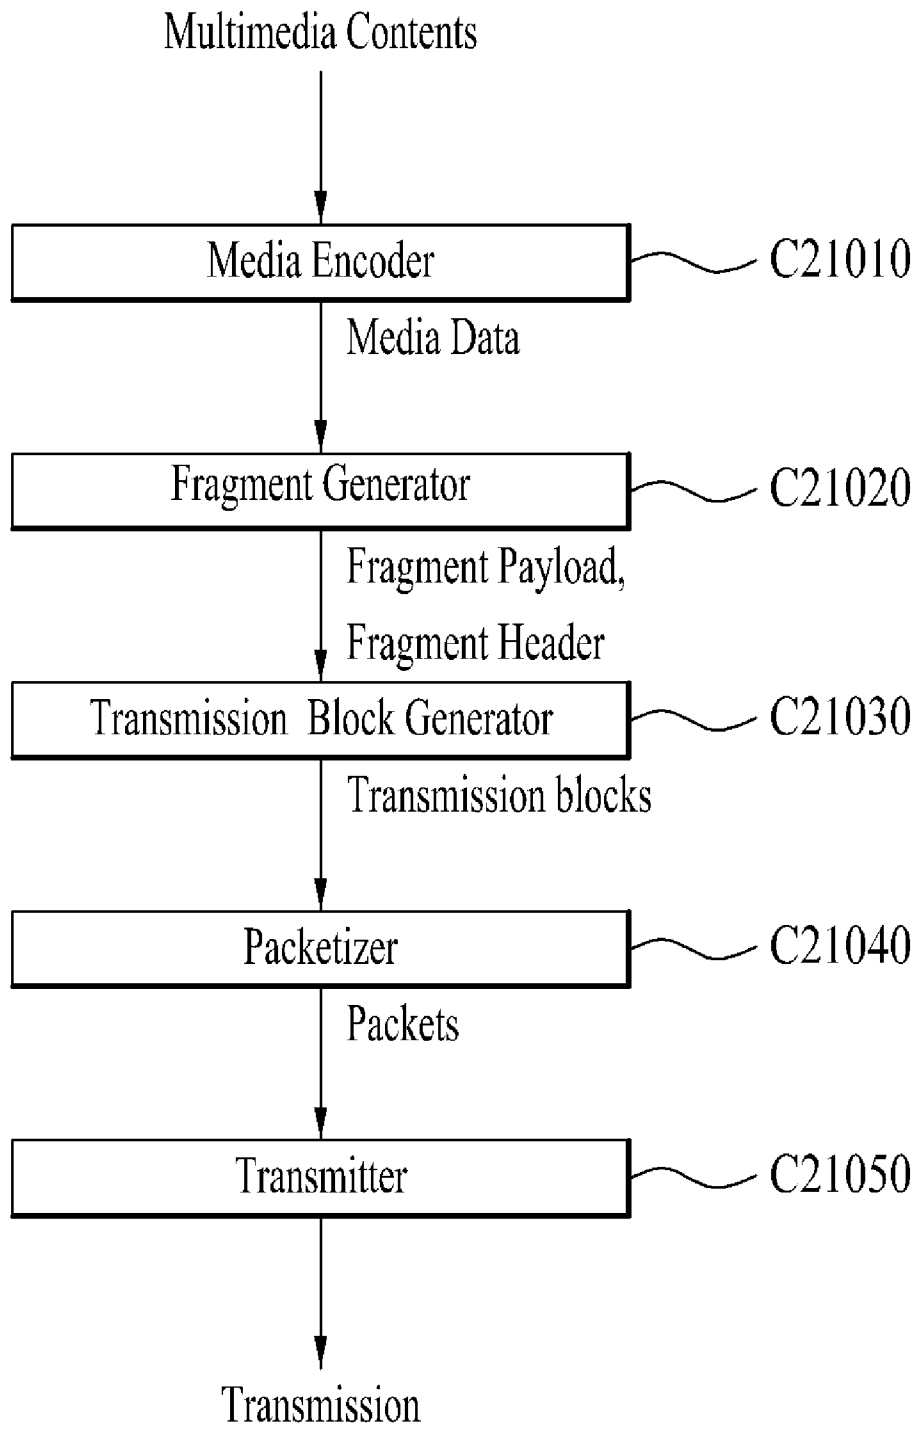 Multimedia Contents
Media Encoder
C21010
Media Data
Fragment Generator
C21020
Fragment Payload,
Fragment Header
Transmission Block Generator
C21030
Transmission blocks
Packetizer
C21040
Packets
Transmitter
C21050
Transmission